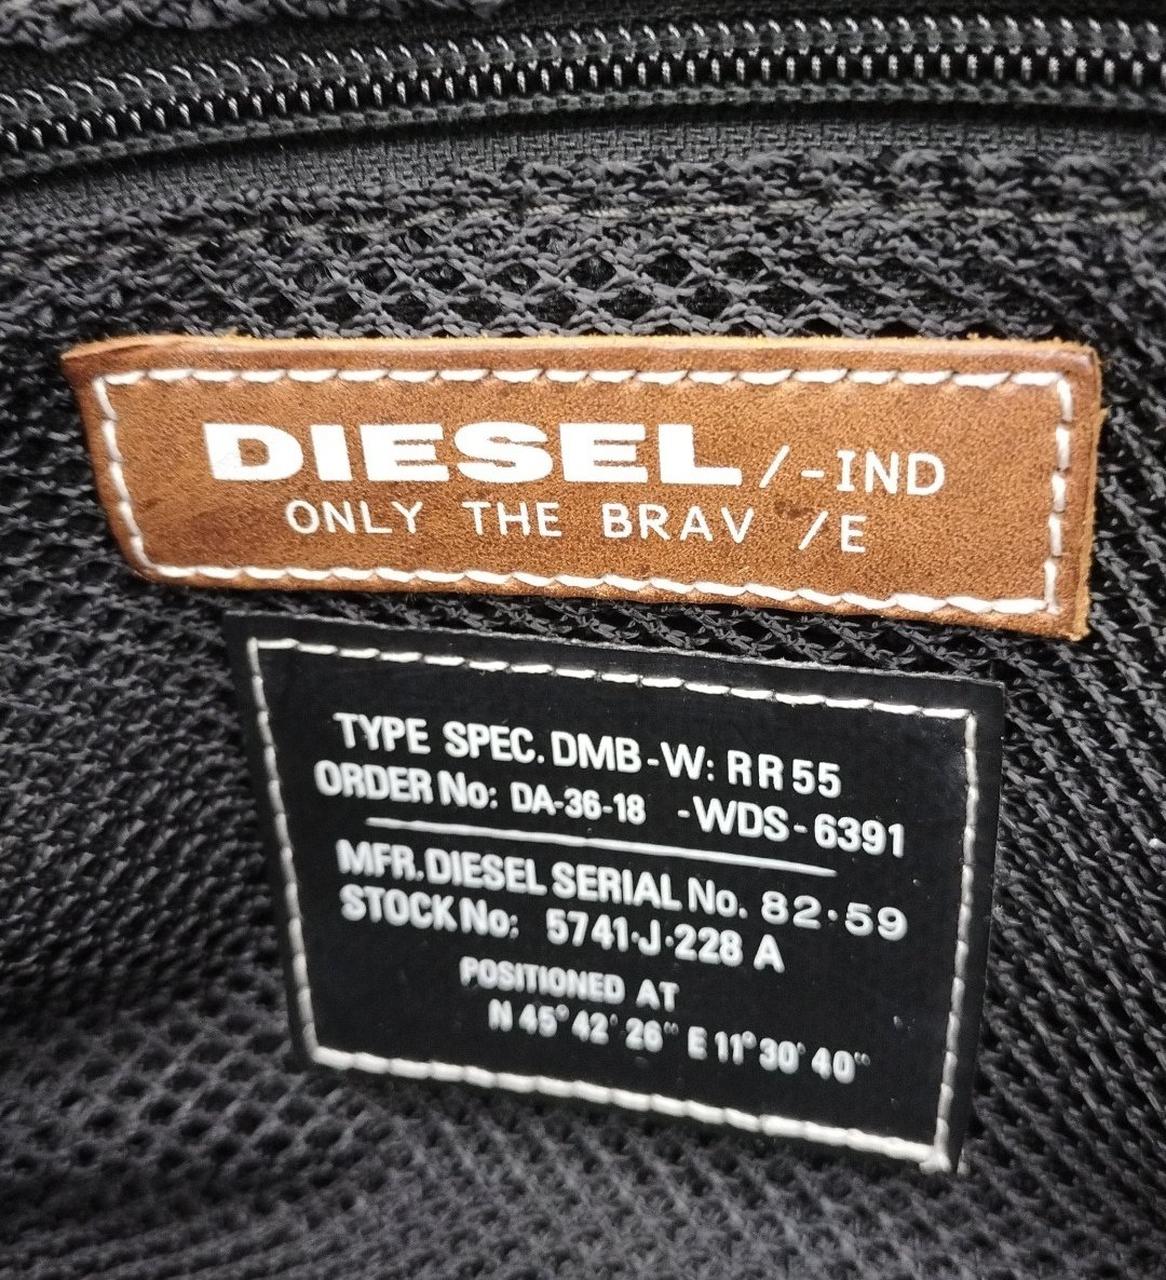 DIESEL/-IND
ONLY THE BRAV /E
TYPE SPEC. DMB-W: RR55
ORDER No: DA-36-18 -WDS-6391
MFR. DIESEL SERIAL No. 82·59
STOCK No: 5741·J·228 A
POSITIONED AT
N 45° 42' 26" E 11° 30' 40"